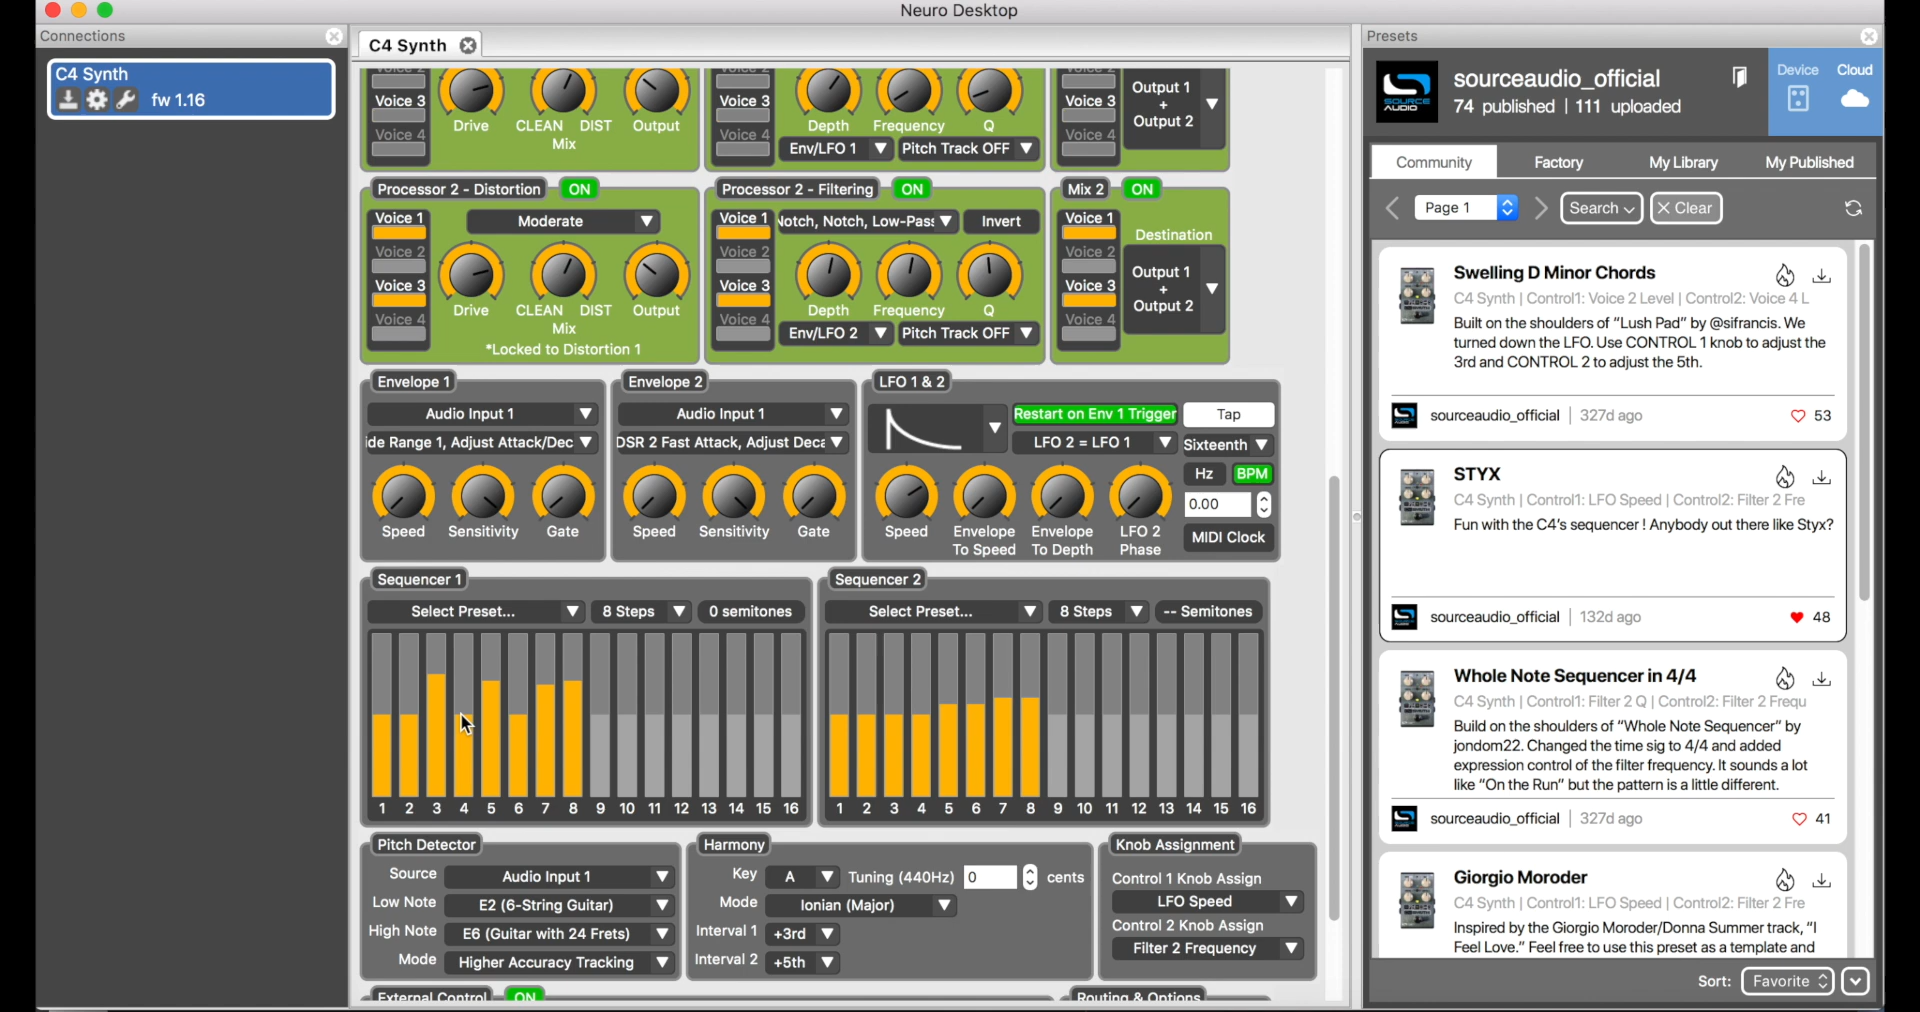 Neuro Desktop
Connections
C4 Synth
fw 1.16
C4 Synth
Voice 3
Voice 4
Drive
CLEAN DIST
Mix
Output
Voice 3
Voice 4
Depth
Frequency
Q
Env/LFO 1
Pitch Track OFF
Voice 3
Voice 4
Output 1
+
Output 2
Processor 2 - Distortion ON
Voice 1
Voice 2
Voice 3
Voice 4
Moderate
Drive
CLEAN DIST
Mix
Output
*Locked to Distortion 1
Processor 2 - Filtering ON
Voice 1
Voice 2
Voice 3
Voice 4
Notch, Notch, Low-Pass
Invert
Depth
Frequency
Q
Env/LFO 2
Pitch Track OFF
Mix 2 ON
Voice 1
Voice 2
Voice 3
Voice 4
Destination
Output 1
+
Output 2
Envelope 1
Audio Input 1
ide Range 1, Adjust Attack/Dec
Speed
Sensitivity
Gate
Envelope 2
Audio Input 1
DSR 2 Fast Attack, Adjust Deca
Speed
Sensitivity
Gate
LFO 1 & 2
Restart on Env 1 Trigger
Tap
LFO 2 = LFO 1
Sixteenth
Hz
BPM
0.00
MIDI Clock
Speed
Envelope
To Speed
Envelope
To Depth
LFO 2
Phase
Sequencer 1
Select Preset...
8 Steps
0 semitones
1 2 3 4 5 6 7 8 9 10 11 12 13 14 15 16
Sequencer 2
Select Preset...
8 Steps
-- Semitones
1 2 3 4 5 6 7 8 9 10 11 12 13 14 15 16
Pitch Detector
Source Audio Input 1
Low Note E2 (6-String Guitar)
High Note E6 (Guitar with 24 Frets)
Mode Higher Accuracy Tracking
Harmony
Key A Tuning (440Hz) 0 cents
Mode Ionian (Major)
Interval 1 +3rd
Interval 2 +5th
Knob Assignment
Control 1 Knob Assign
LFO Speed
Control 2 Knob Assign
Filter 2 Frequency
External Control ON
Routing & Options
Presets
SOURCE
AUDIO
sourceaudio_official
74 published | 111 uploaded
Device
Cloud
Community
Factory
My Library
My Published
Page 1
Search
Clear
Swelling D Minor Chords
C4 Synth | Control1: Voice 2 Level | Control2: Voice 4 L
Built on the shoulders of “Lush Pad” by @sifrancis. We
turned down the LFO. Use CONTROL 1 knob to adjust the
3rd and CONTROL 2 to adjust the 5th.
sourceaudio_official | 327d ago
53
STYX
C4 Synth | Control1: LFO Speed | Control2: Filter 2 Fre
Fun with the C4’s sequencer ! Anybody out there like Styx?
sourceaudio_official | 132d ago
48
Whole Note Sequencer in 4/4
C4 Synth | Control1: Filter 2 Q | Control2: Filter 2 Frequ
Build on the shoulders of “Whole Note Sequencer” by
jondom22. Changed the time sig to 4/4 and added
expression control of the filter frequency. It sounds a lot
like “On the Run” but the pattern is a little different.
sourceaudio_official | 327d ago
41
Giorgio Moroder
C4 Synth | Control1: LFO Speed | Control2: Filter 2 Fre
Inspired by the Giorgio Moroder/Donna Summer track, “I
Feel Love.” Feel free to use this preset as a template and
Sort: Favorite